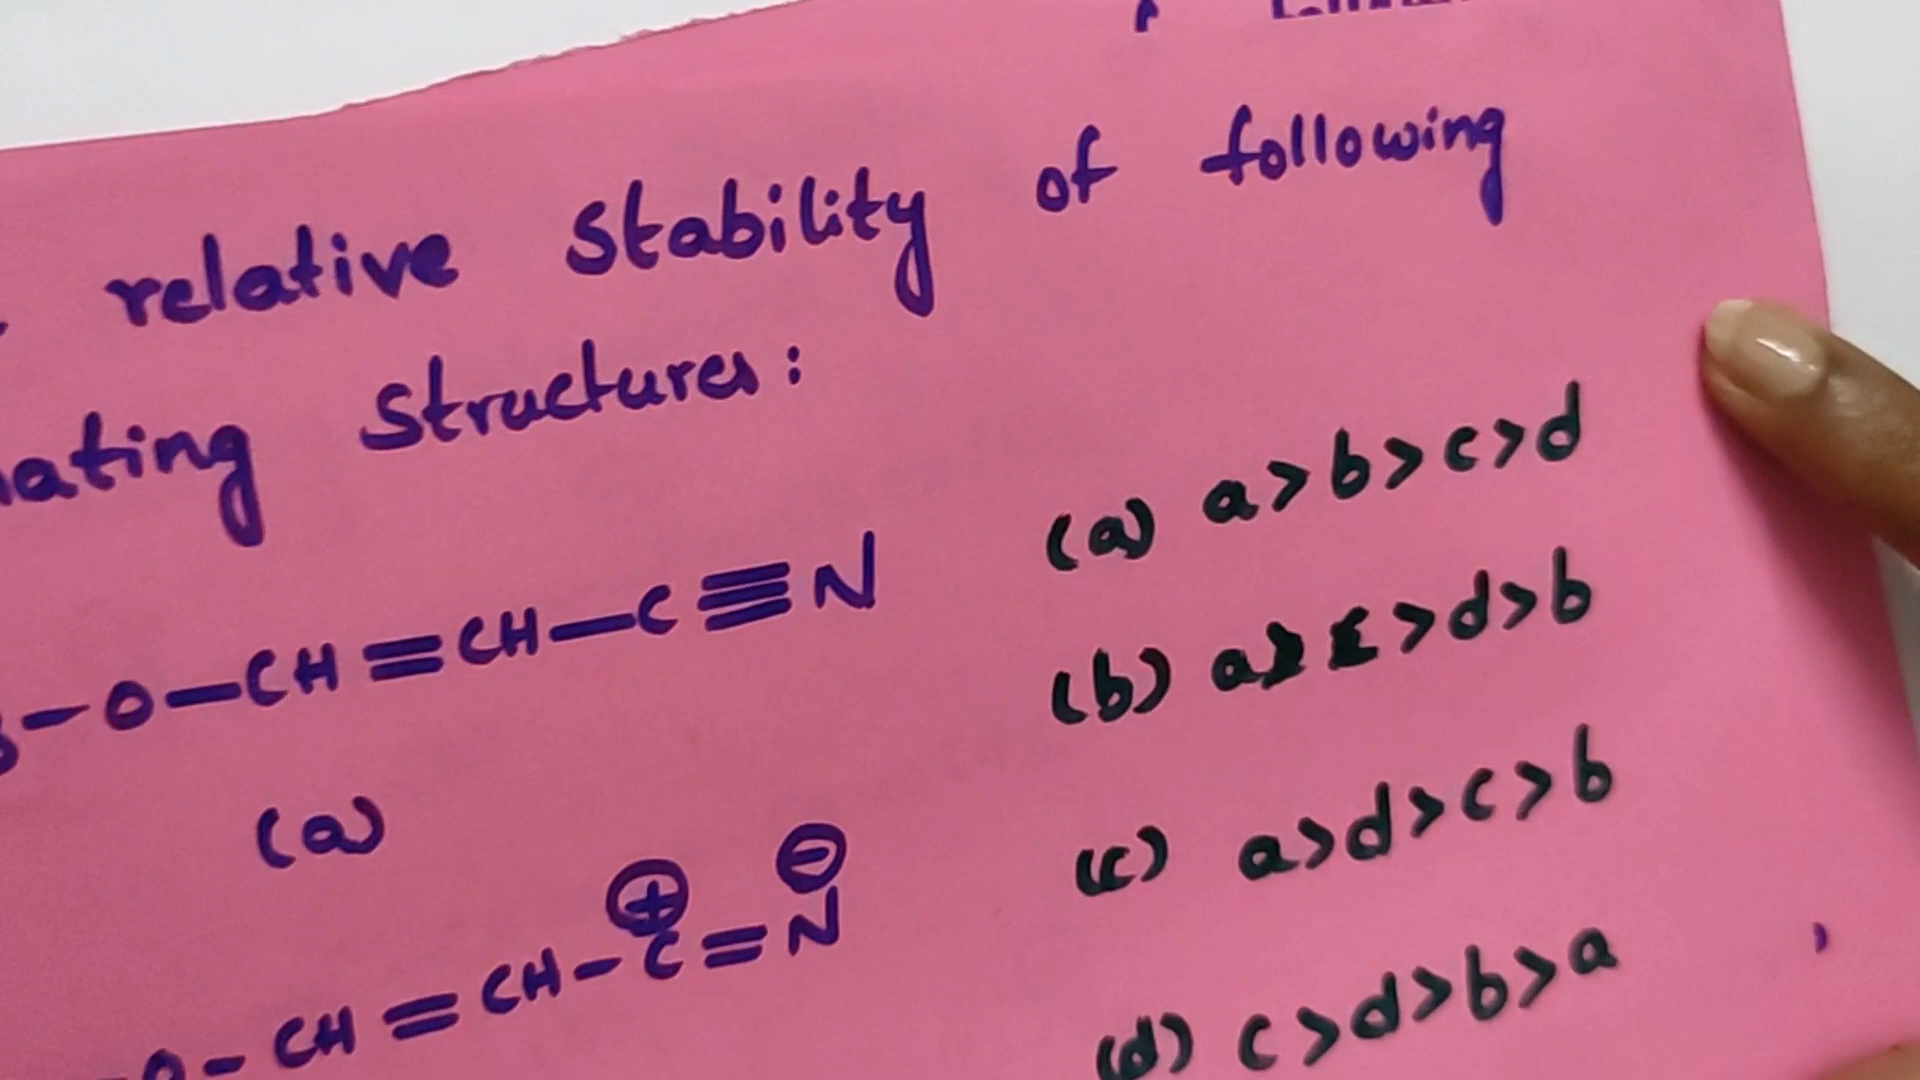 relative stability of following
ating structures:
-O-CH=CH-C≡N
(a)
⊕ ⊖
O-CH=CH-C=N
(a) a>b>c>d
(b) a>c>d>b
(c) a>d>c>b
(d) c>d>b>a